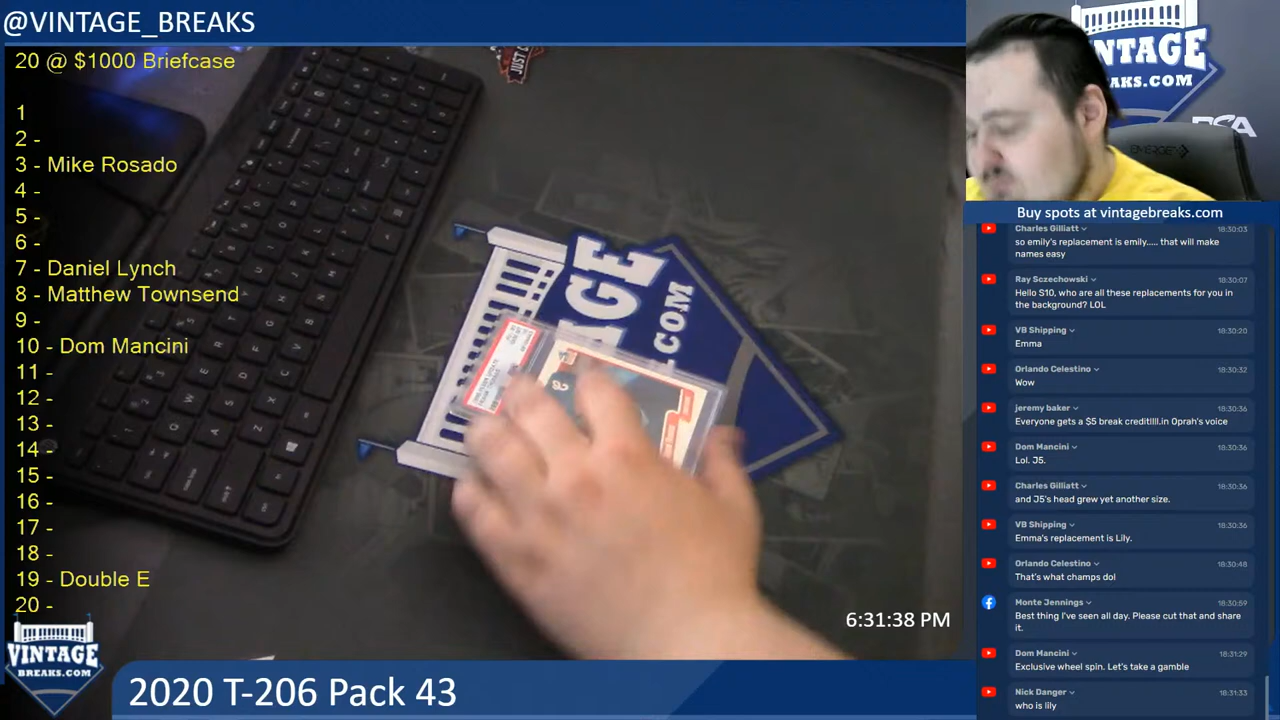 @VINTAGE_BREAKS
20 @ $1000 Briefcase
1
2 -
3 - Mike Rosado
4 -
5 -
6 -
7 - Daniel Lynch
8 - Matthew Townsend
9 -
10 - Dom Mancini
11 -
12 -
13 -
14 -
15 -
16 -
17 -
18 -
19 - Double E
20 -
JUST
AGE
.COM
6:31:38 PM
VINTAGE
BREAKS.COM
2020 T-206 Pack 43
VINTAGE
AKS.COM
PSA
Buy spots at vintagebreaks.com
Charles Gilliatt 18:30:03
so emily's replacement is emily..... that will make
names easy
Ray Sczechowski 18:30:07
Hello S10, who are all these replacements for you in
the background? LOL
VB Shipping 18:30:20
Emma
Orlando Celestino 18:30:32
Wow
jeremy baker 18:30:36
Everyone gets a $5 break credit!!!!.in Oprah's voice
Dom Mancini 18:30:36
Lol. J5.
Charles Gilliatt 18:30:36
and J5's head grew yet another size.
VB Shipping 18:30:36
Emma's replacement is Lily.
Orlando Celestino 18:30:48
That's what champs do!
Monte Jennings 18:30:59
Best thing I've seen all day. Please cut that and share
it.
Dom Mancini 18:31:29
Exclusive wheel spin. Let's take a gamble
Nick Danger 18:31:33
who is lily